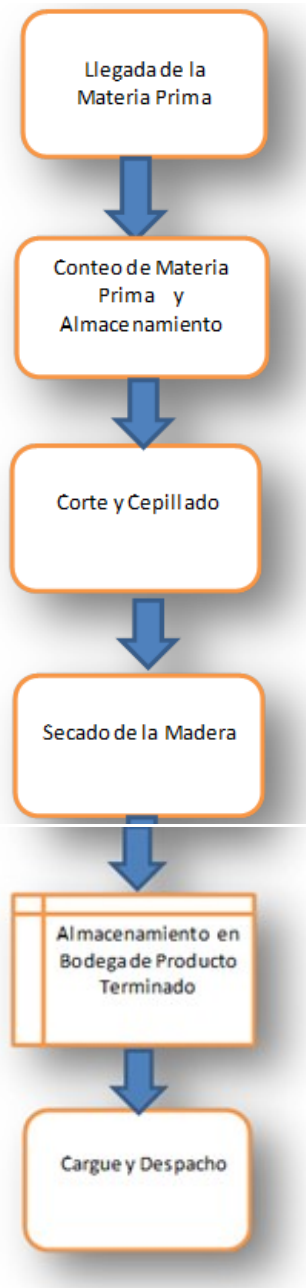 Llegada de la
Materia Prima
Conteo de Materia
Prima y
Almacenamiento
Corte y Cepillado
Secado de la Madera
Almacenamiento en
Bodega de Producto
Terminado
Cargue y Despacho